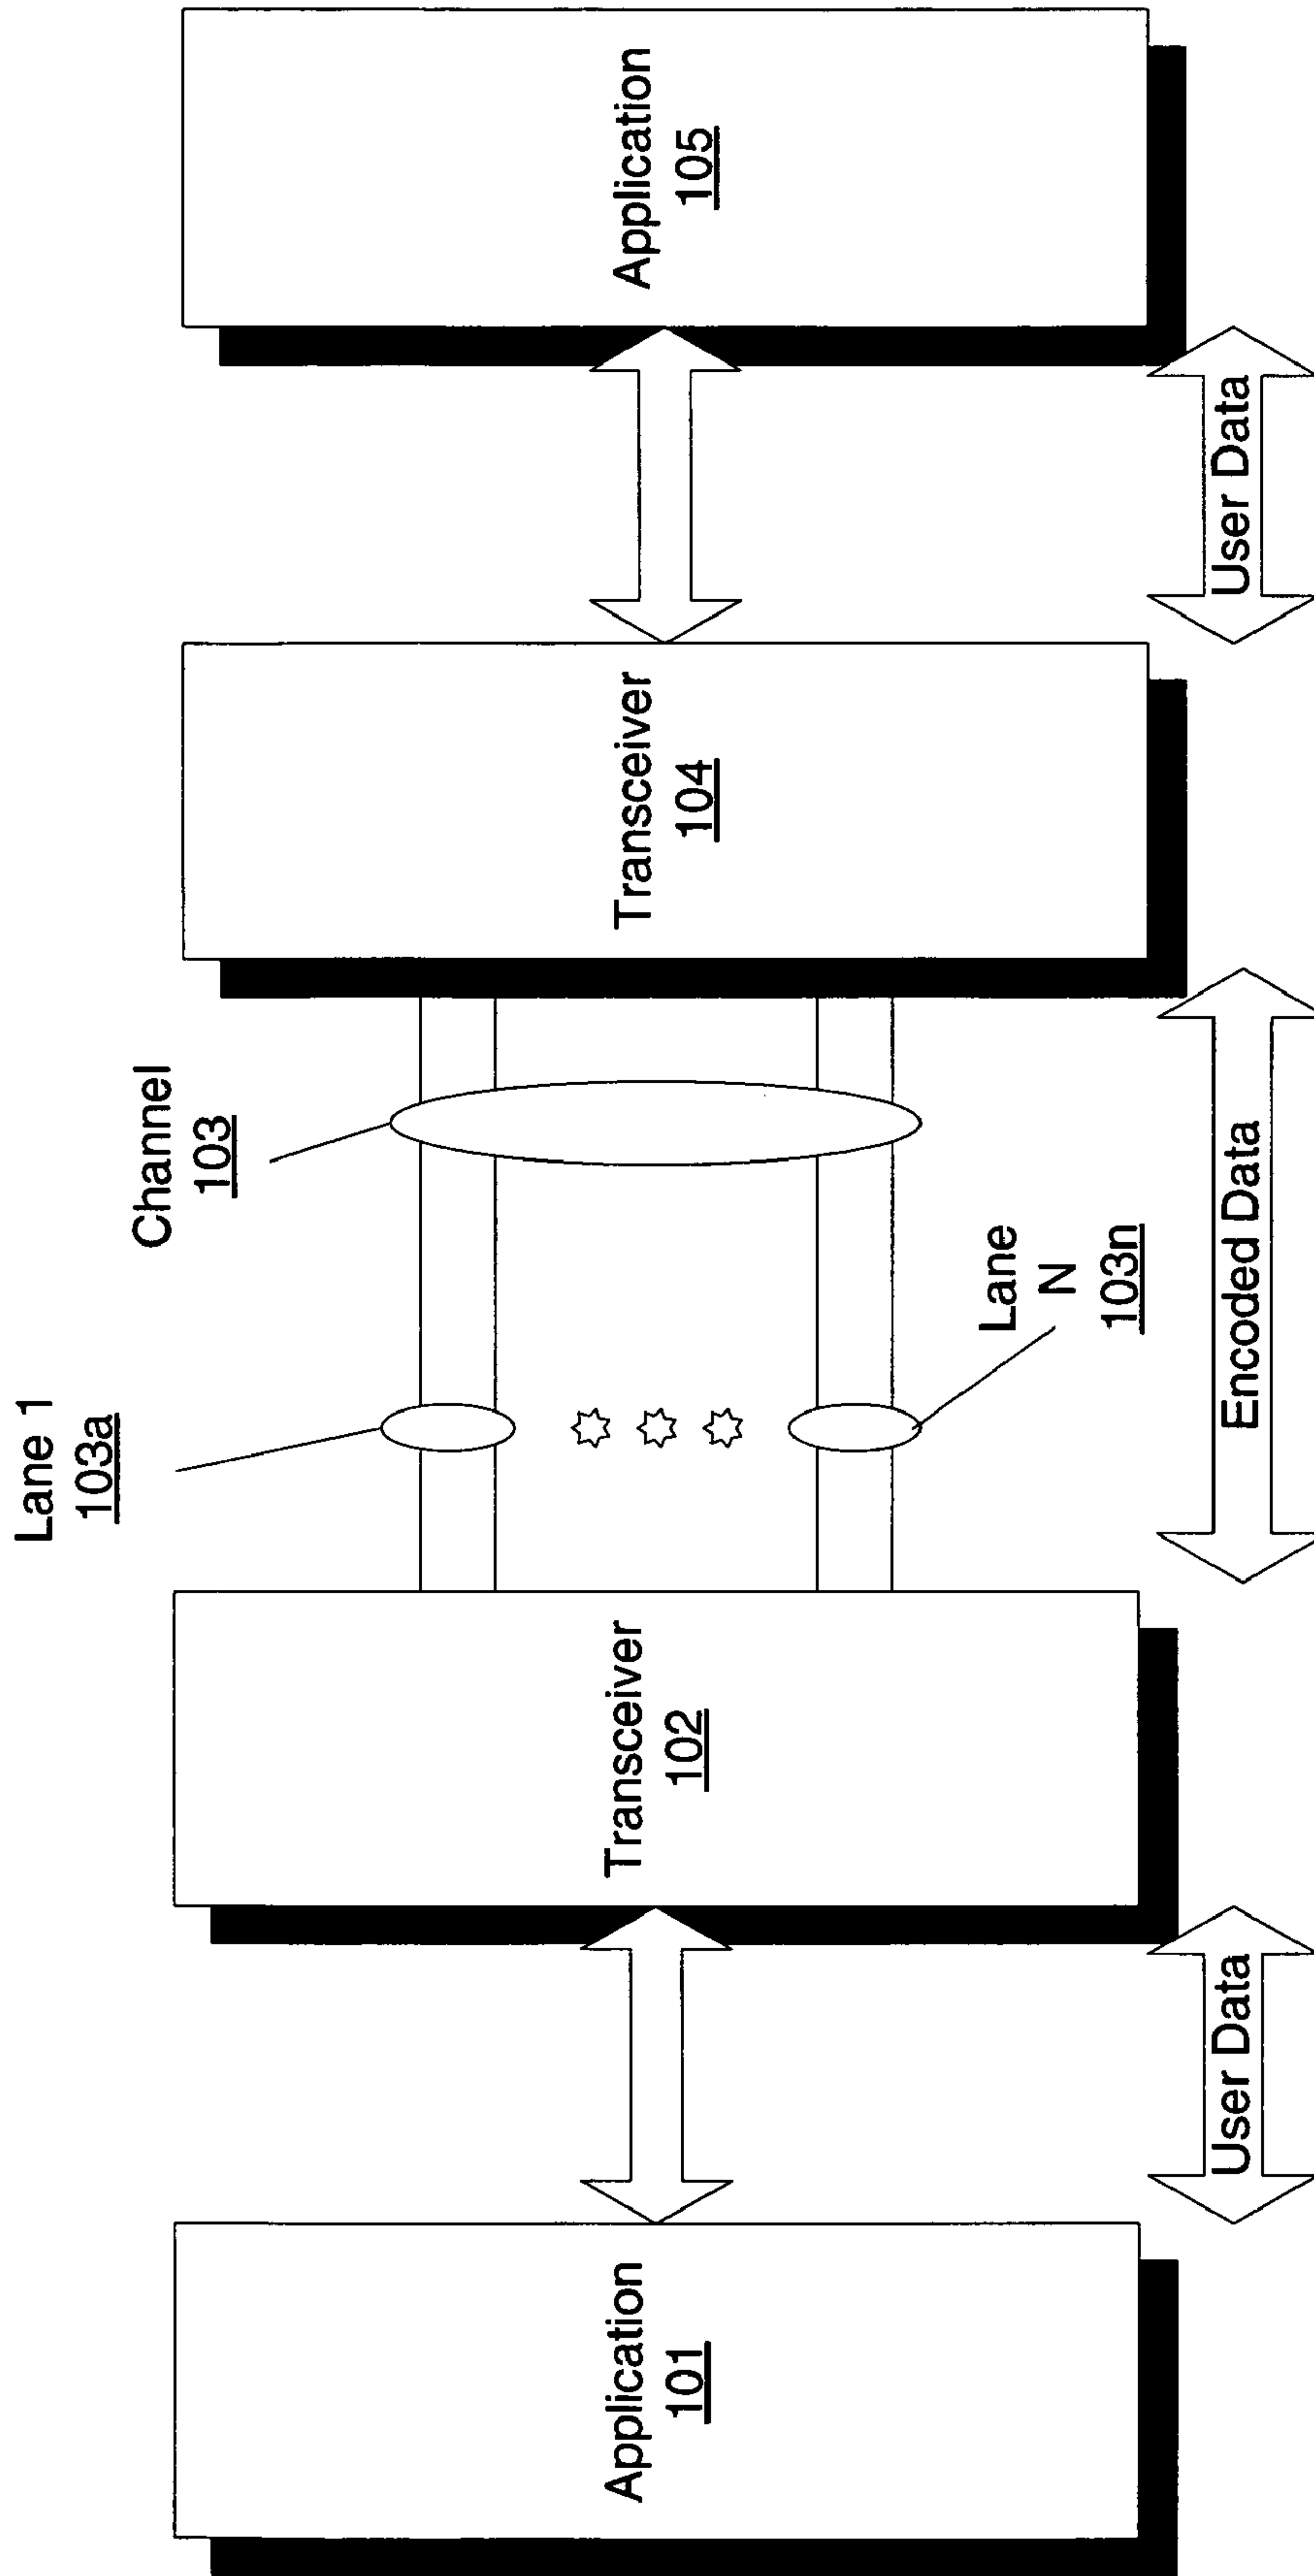 Lane 1
103a
Channel
103
Application
101
Transceiver
102
Transceiver
104
Application
105
Lane
N
103n
User Data
Encoded Data
User Data